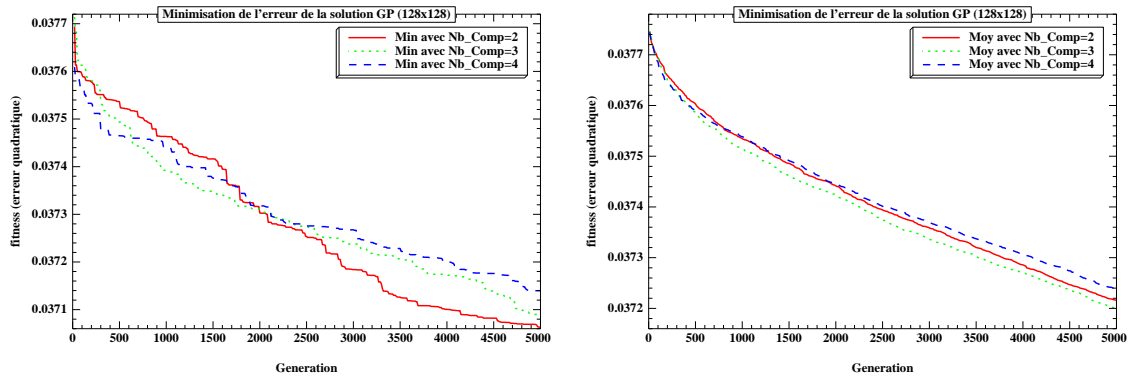 Minimisation de l'erreur de la solution GP (128x128)
Min avec Nb_Comp=2
Min avec Nb_Comp=3
Min avec Nb_Comp=4
fitness (erreur quadratique)
0.0377
0.0376
0.0375
0.0374
0.0373
0.0372
0.0371
0 500 1000 1500 2000 2500 3000 3500 4000 4500 5000
Generation
Minimisation de l'erreur de la solution GP (128x128)
Moy avec Nb_Comp=2
Moy avec Nb_Comp=3
Moy avec Nb_Comp=4
fitness (erreur quadratique)
0.0377
0.0376
0.0375
0.0374
0.0373
0.0372
0 500 1000 1500 2000 2500 3000 3500 4000 4500 5000
Generation